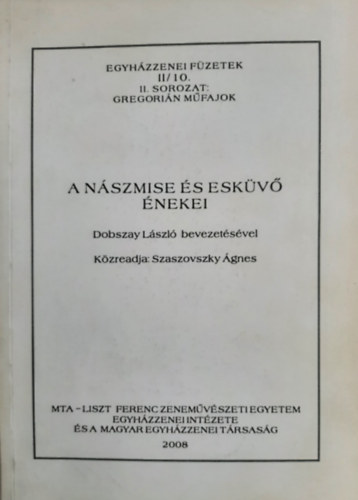 EGYHÁZZENEI FÜZETEK
II/10.
II. SOROZAT:
GREGORIÁN MŰFAJOK
A NÁSZMISE ÉS ESKÜVŐ
ÉNEKEI
Dobszay László bevezetésével
Közreadja: Szaszovszky Ágnes
MTA – LISZT FERENC ZENEMŰVÉSZETI EGYETEM
EGYHÁZZENEI INTÉZETE
ÉS A MAGYAR EGYHÁZZENEI TÁRSASÁG
2008